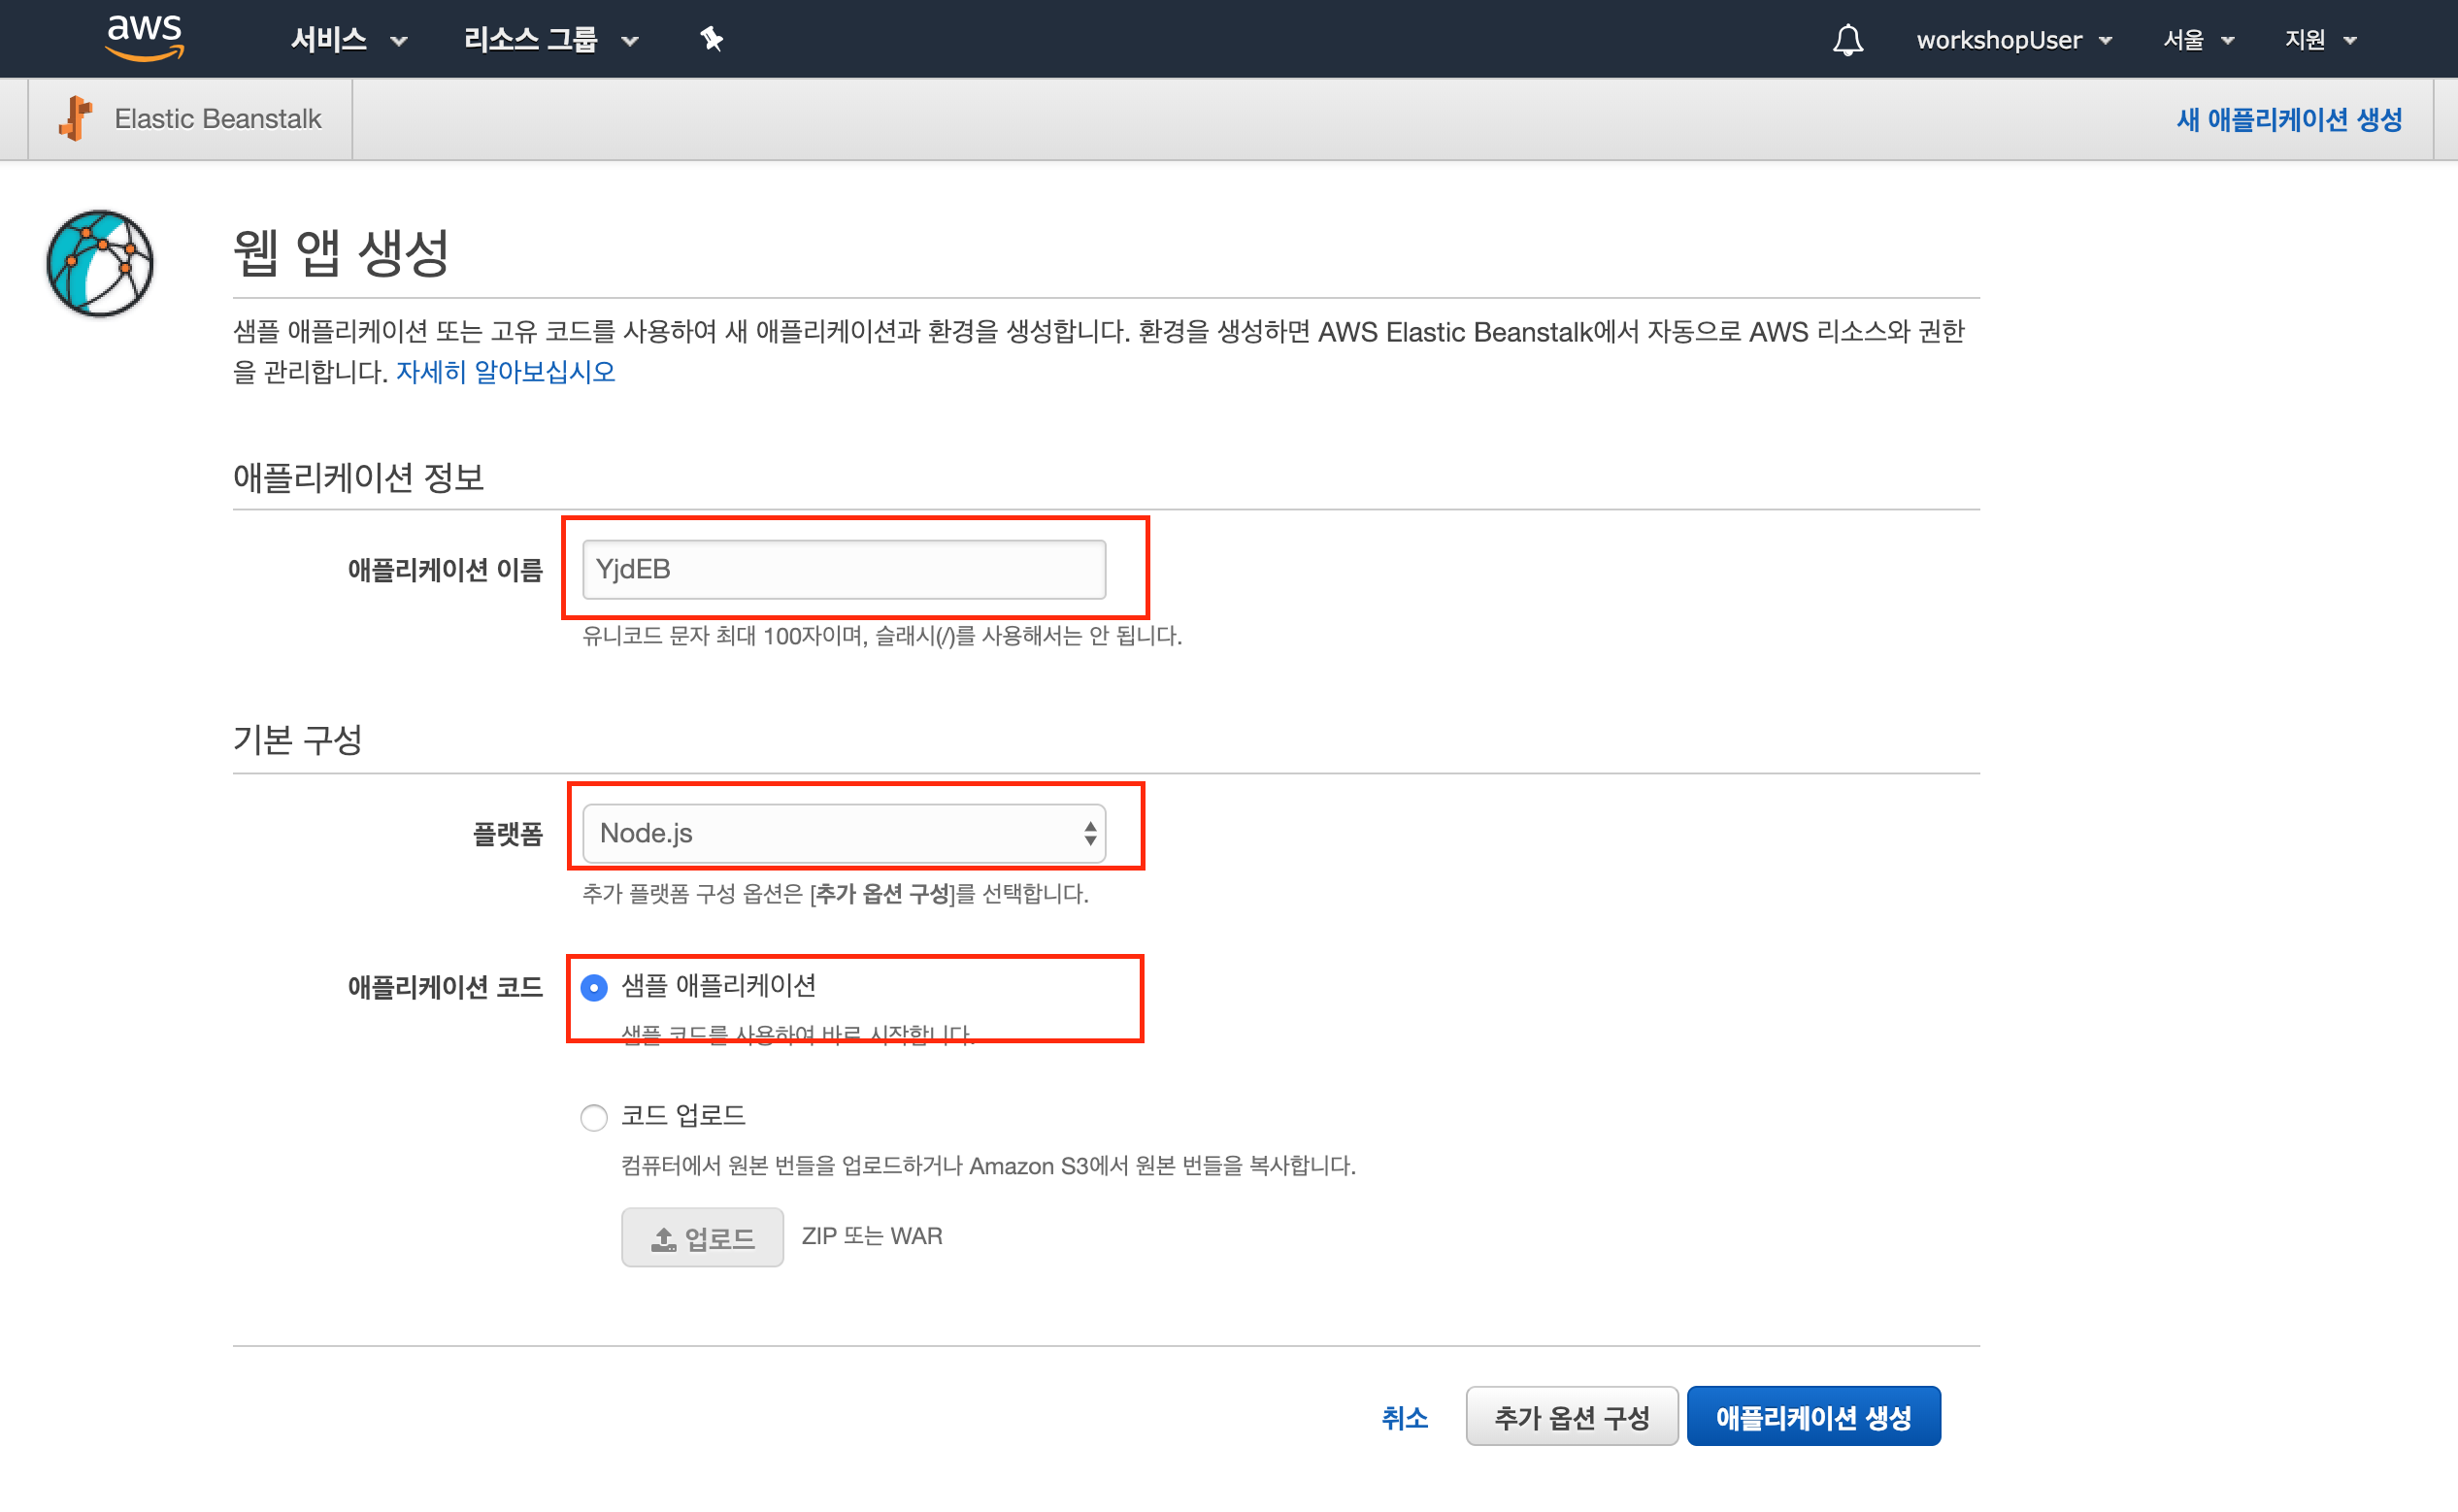 aws
서비스
리소스 그룹
workshopUser
서울
지원
Elastic Beanstalk
새 애플리케이션 생성
웹 앱 생성
샘플 애플리케이션 또는 고유 코드를 사용하여 새 애플리케이션과 환경을 생성합니다. 환경을 생성하면 AWS Elastic Beanstalk에서 자동으로 AWS 리소스와 권한
을 관리합니다. 자세히 알아보십시오
애플리케이션 정보
애플리케이션 이름
YjdEB
유니코드 문자 최대 100자이며, 슬래시(/)를 사용해서는 안 됩니다.
기본 구성
플랫폼
Node.js
추가 플랫폼 구성 옵션은 [추가 옵션 구성]를 선택합니다.
애플리케이션 코드
샘플 애플리케이션
샘플 코드를 사용하여 바로 시작합니다.
코드 업로드
컴퓨터에서 원본 번들을 업로드하거나 Amazon S3에서 원본 번들을 복사합니다.
업로드
ZIP 또는 WAR
취소
추가 옵션 구성
애플리케이션 생성